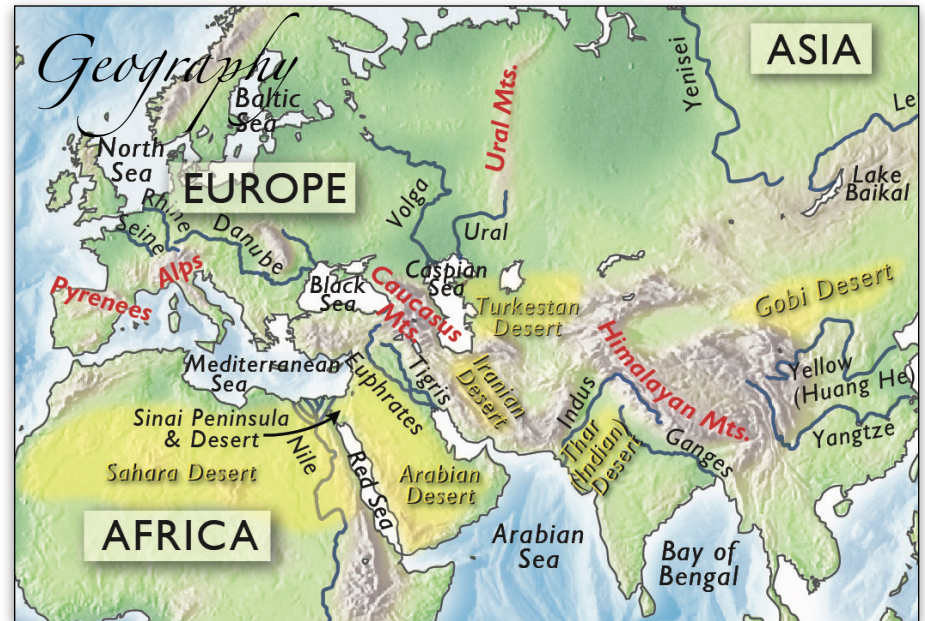 Geography
ASIA
Baltic
Sea
Yenisei
Ural Mts.
Le
North
Sea
Lake
Baikal
EUROPE
Volga
Rhine
Seine
Danube
Ural
Alps
Pyrenees
Black
Sea
Caspian
Sea
Caucasus
Mts.
Turkestan
Desert
Gobi Desert
Himalayan Mts.
Mediterranean
Sea
Euphrates
Tigris
Iranian
Desert
Indus
Yellow
(Huang He)
Sinai Peninsula
& Desert
Nile
Thar
(Indian)
Desert
Ganges
Yangtze
Sahara Desert
Red Sea
Arabian
Desert
AFRICA
Arabian
Sea
Bay of
Bengal